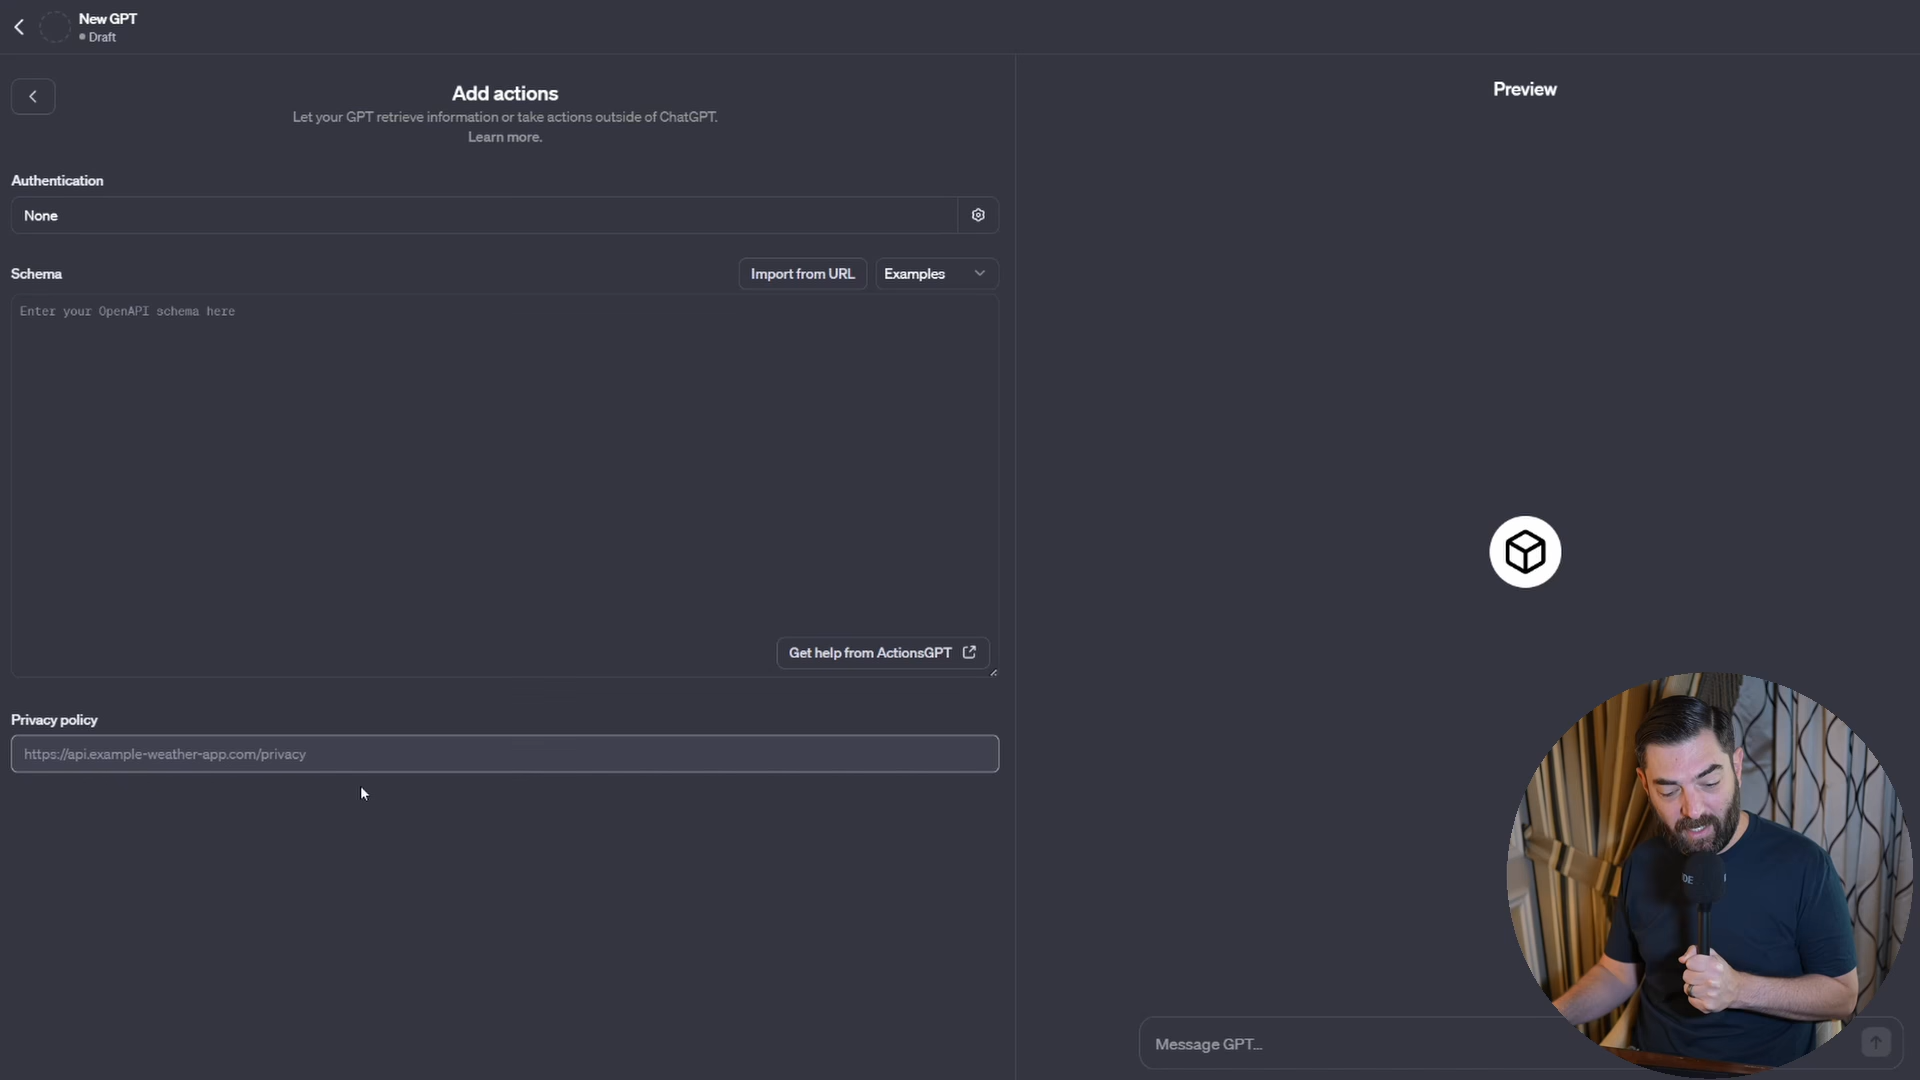 New GPT
Draft
Add actions
Let your GPT retrieve information or take actions outside of ChatGPT.
Learn more.
Authentication
None
Schema
Import from URL
Examples
Enter your OpenAPI schema here
Get help from ActionsGPT
Privacy policy
https://api.example-weather-app.com/privacy
Preview
Message GPT...